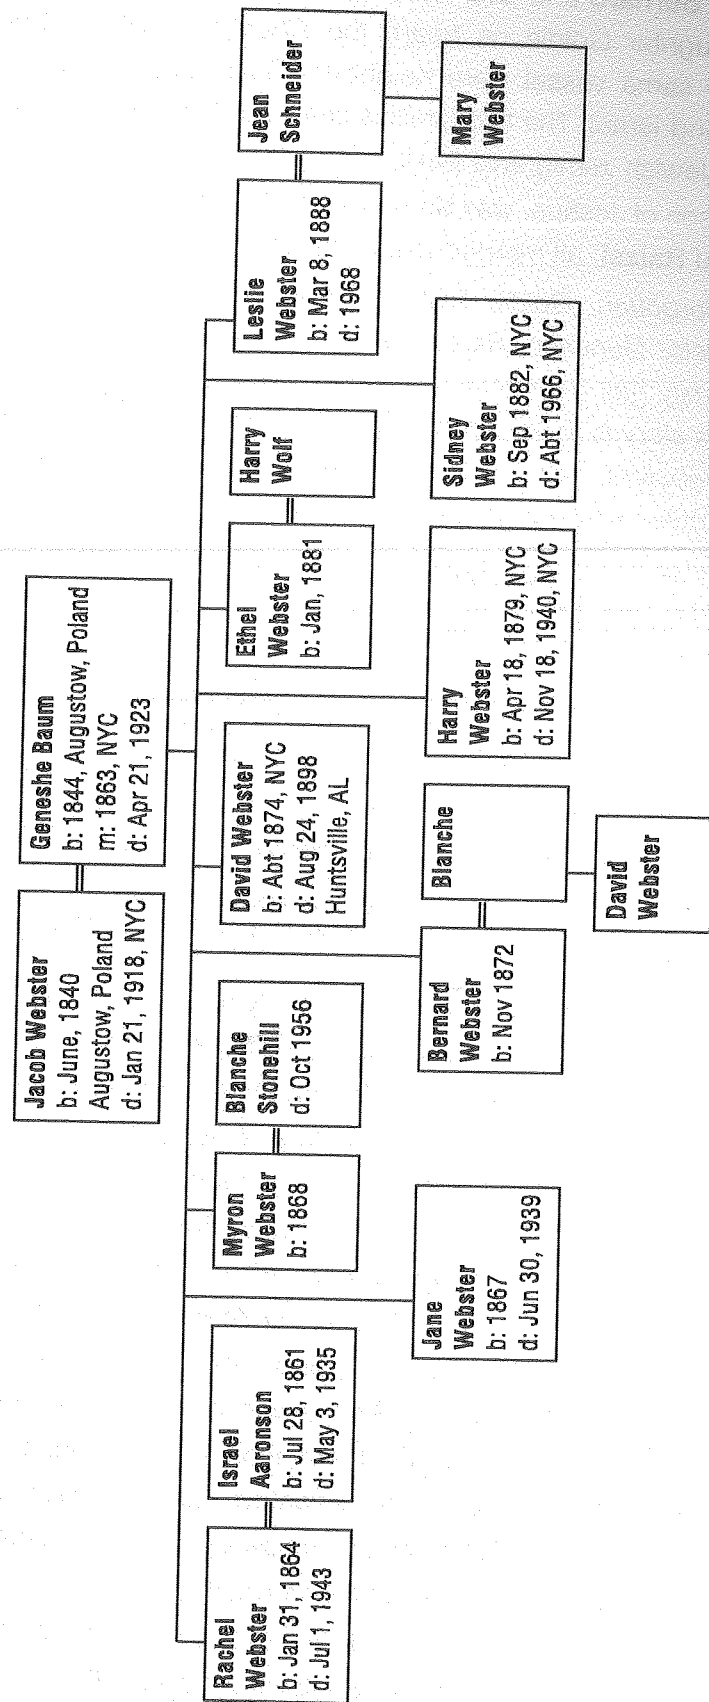 Jacob Webster
b: June, 1840
Augustow, Poland
d: Jan 21, 1918, NYC
Geneshe Baum
b: 1844, Augustow, Poland
m: 1863, NYC
d: Apr 21, 1923
Rachel
Webster
b: Jan 31, 1864
d: Jul 1, 1943
Israel
Aaronson
b: Jul 28, 1861
d: May 3, 1935
Jane
Webster
b: 1867
d: Jun 30, 1939
Myron
Webster
b: 1868
Blanche
Stonehill
d: Oct 1956
Bernard
Webster
b: Nov 1872
Blanche
David
Webster
David Webster
b: Abt 1874, NYC
d: Aug 24, 1898
Huntsville, AL
Harry
Webster
b: Apr 18, 1879, NYC
d: Nov 18, 1940, NYC
Ethel
Webster
b: Jan, 1881
Harry
Wolf
Sidney
Webster
b: Sep 1882, NYC
d: Abt 1966, NYC
Leslie
Webster
b: Mar 8, 1888
d: 1968
Jean
Schneider
Mary
Webster